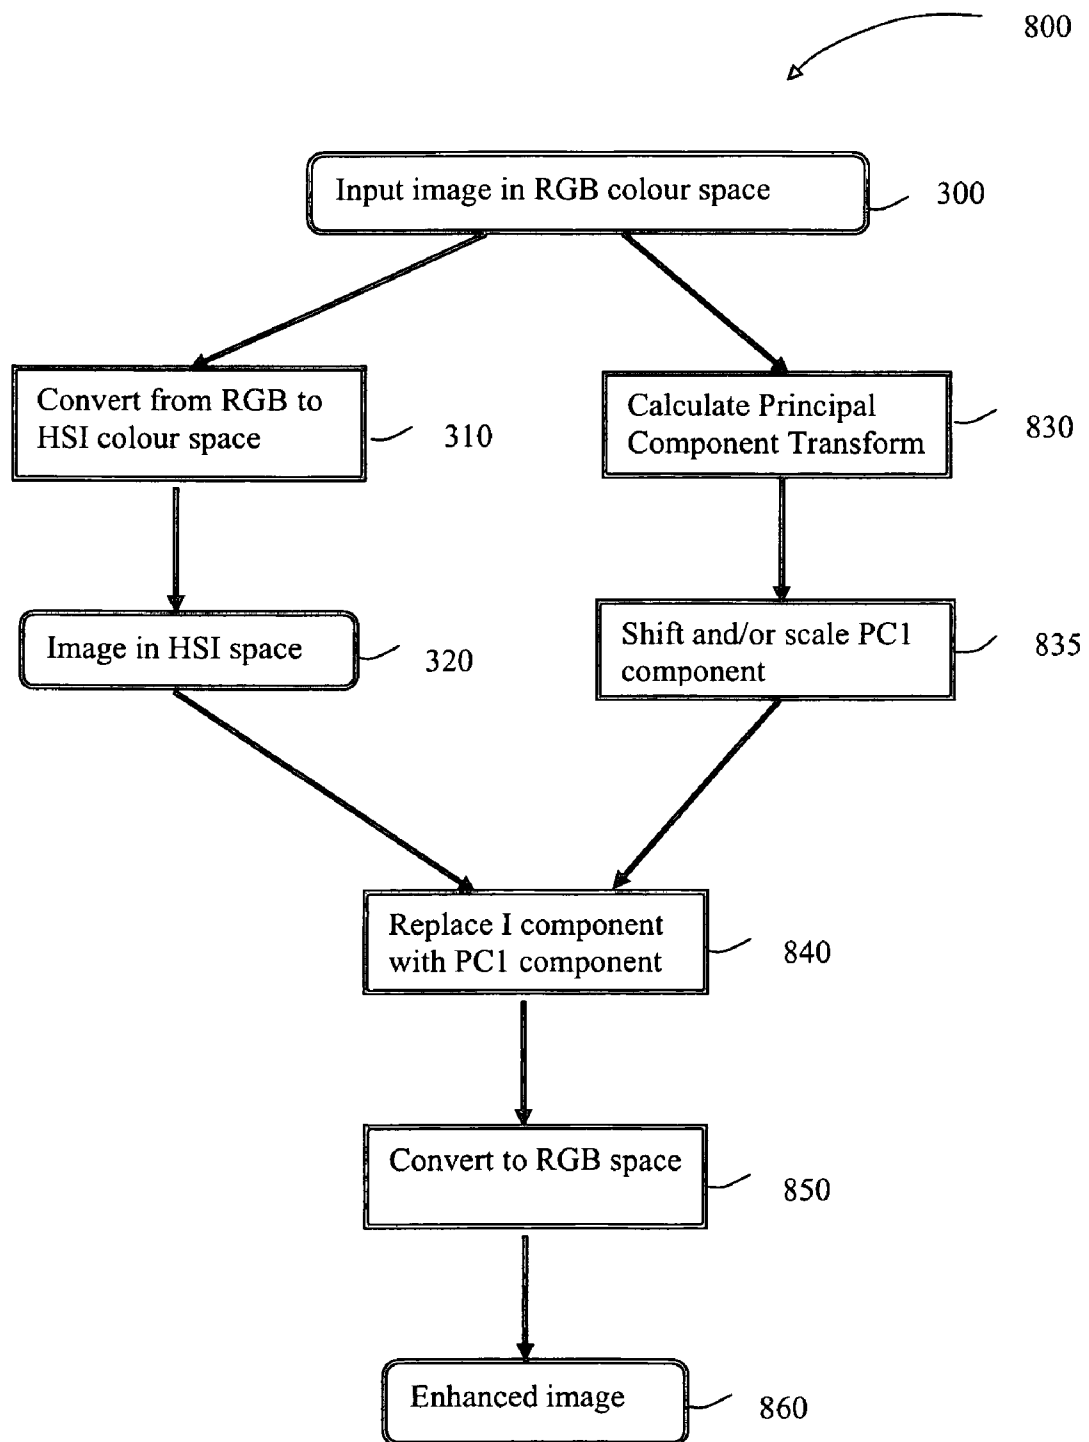 800
Input image in RGB colour space
300
Convert from RGB to
HSI colour space
310
Calculate Principal
Component Transform
830
Image in HSI space
320
Shift and/or scale PC1
component
835
Replace I component
with PC1 component
840
Convert to RGB space
850
Enhanced image
860